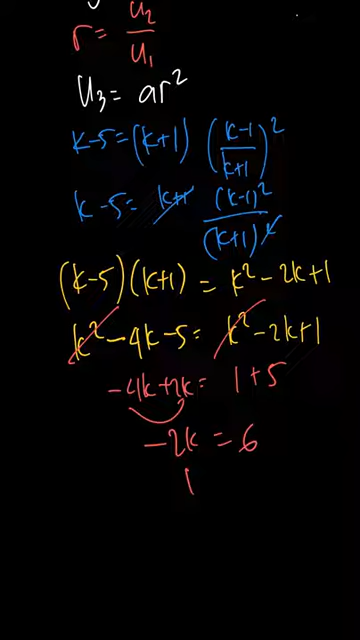 r = u₂/u₁
u₃ = ar²
k-5 = (k+1) (k-1/k+1)²
k-5 = k+1 (k-1)²/(k+1)²
(k-5)(k+1) = k² - 2k+1
k² - 4k-5 = k² - 2k+1
-4k+2k = 1+5
-2k = 6